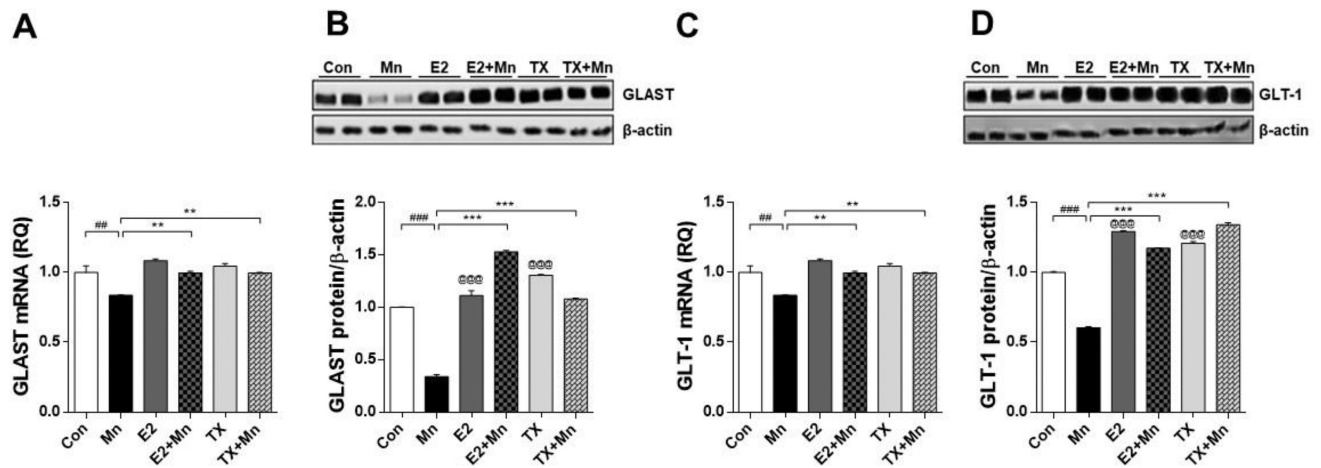 A
B
C
D
Con Mn E2 E2+Mn TX TX+Mn
GLAST
β-actin
Con Mn E2 E2+Mn TX TX+Mn
GLT-1
β-actin
GLAST mRNA (RQ)
1.5
1.0
0.5
0.0
##
**
**
Con Mn E2 E2+Mn TX TX+Mn
GLAST protein/β-actin
2.0
1.5
1.0
0.5
0.0
###
***
***
@@@
@@@
Con Mn E2 E2+Mn TX TX+Mn
GLT-1 mRNA (RQ)
1.5
1.0
0.5
0.0
##
**
**
Con Mn E2 E2+Mn TX TX+Mn
GLT-1 protein/β-actin
1.5
1.0
0.5
0.0
###
***
***
@@@
@@@
Con Mn E2 E2+Mn TX TX+Mn